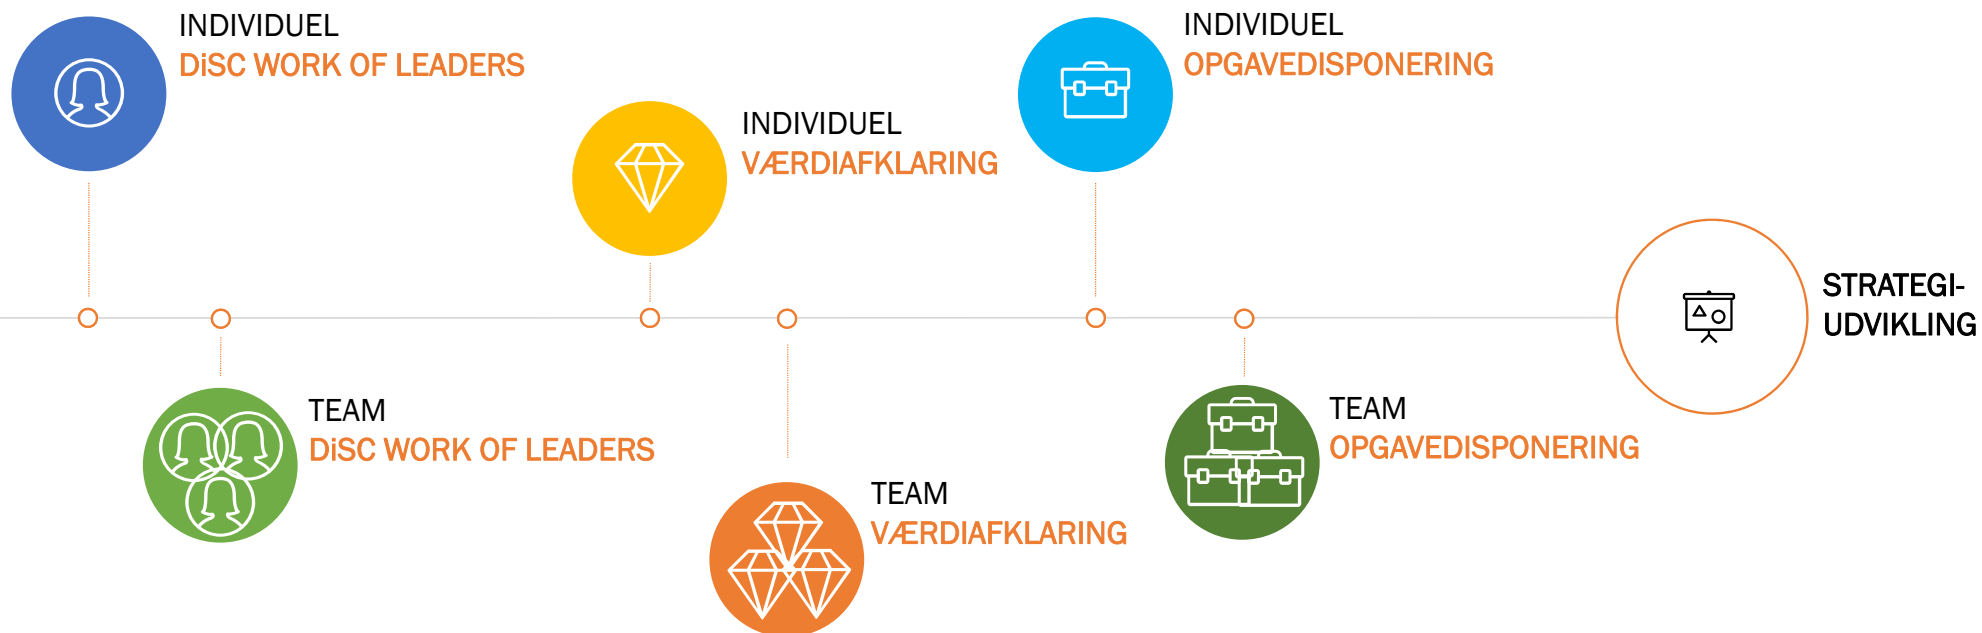 INDIVIDUEL
DiSC WORK OF LEADERS
TEAM
DiSC WORK OF LEADERS
INDIVIDUEL
VÆRDIAFKLARING
TEAM
VÆRDIAFKLARING
INDIVIDUEL
OPGAVEDISPONERING
TEAM
OPGAVEDISPONERING
STRATEGI-
UDVIKLING